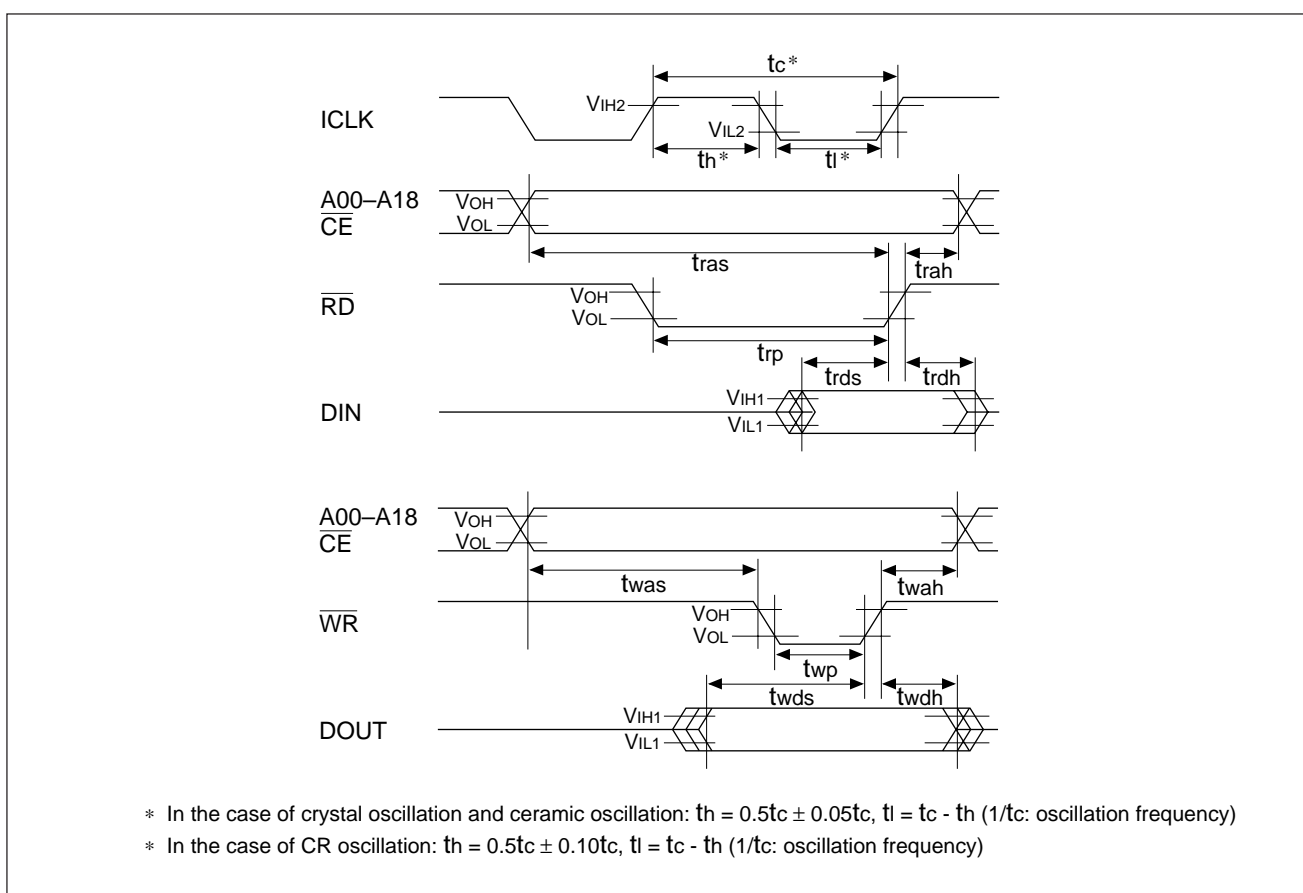 tc*
ICLK
VIH2
VIL2
th*
tl*
A00–A18
CE
VOH
VOL
tras
trah
RD
VOH
VOL
trp
trds
trdh
DIN
VIH1
VIL1
A00–A18
CE
VOH
VOL
twas
twah
WR
VOH
VOL
twp
twds
twdh
DOUT
VIH1
VIL1
* In the case of crystal oscillation and ceramic oscillation: th = 0.5tc ± 0.05tc, tl = tc - th (1/tc: oscillation frequency)
* In the case of CR oscillation: th = 0.5tc ± 0.10tc, tl = tc - th (1/tc: oscillation frequency)